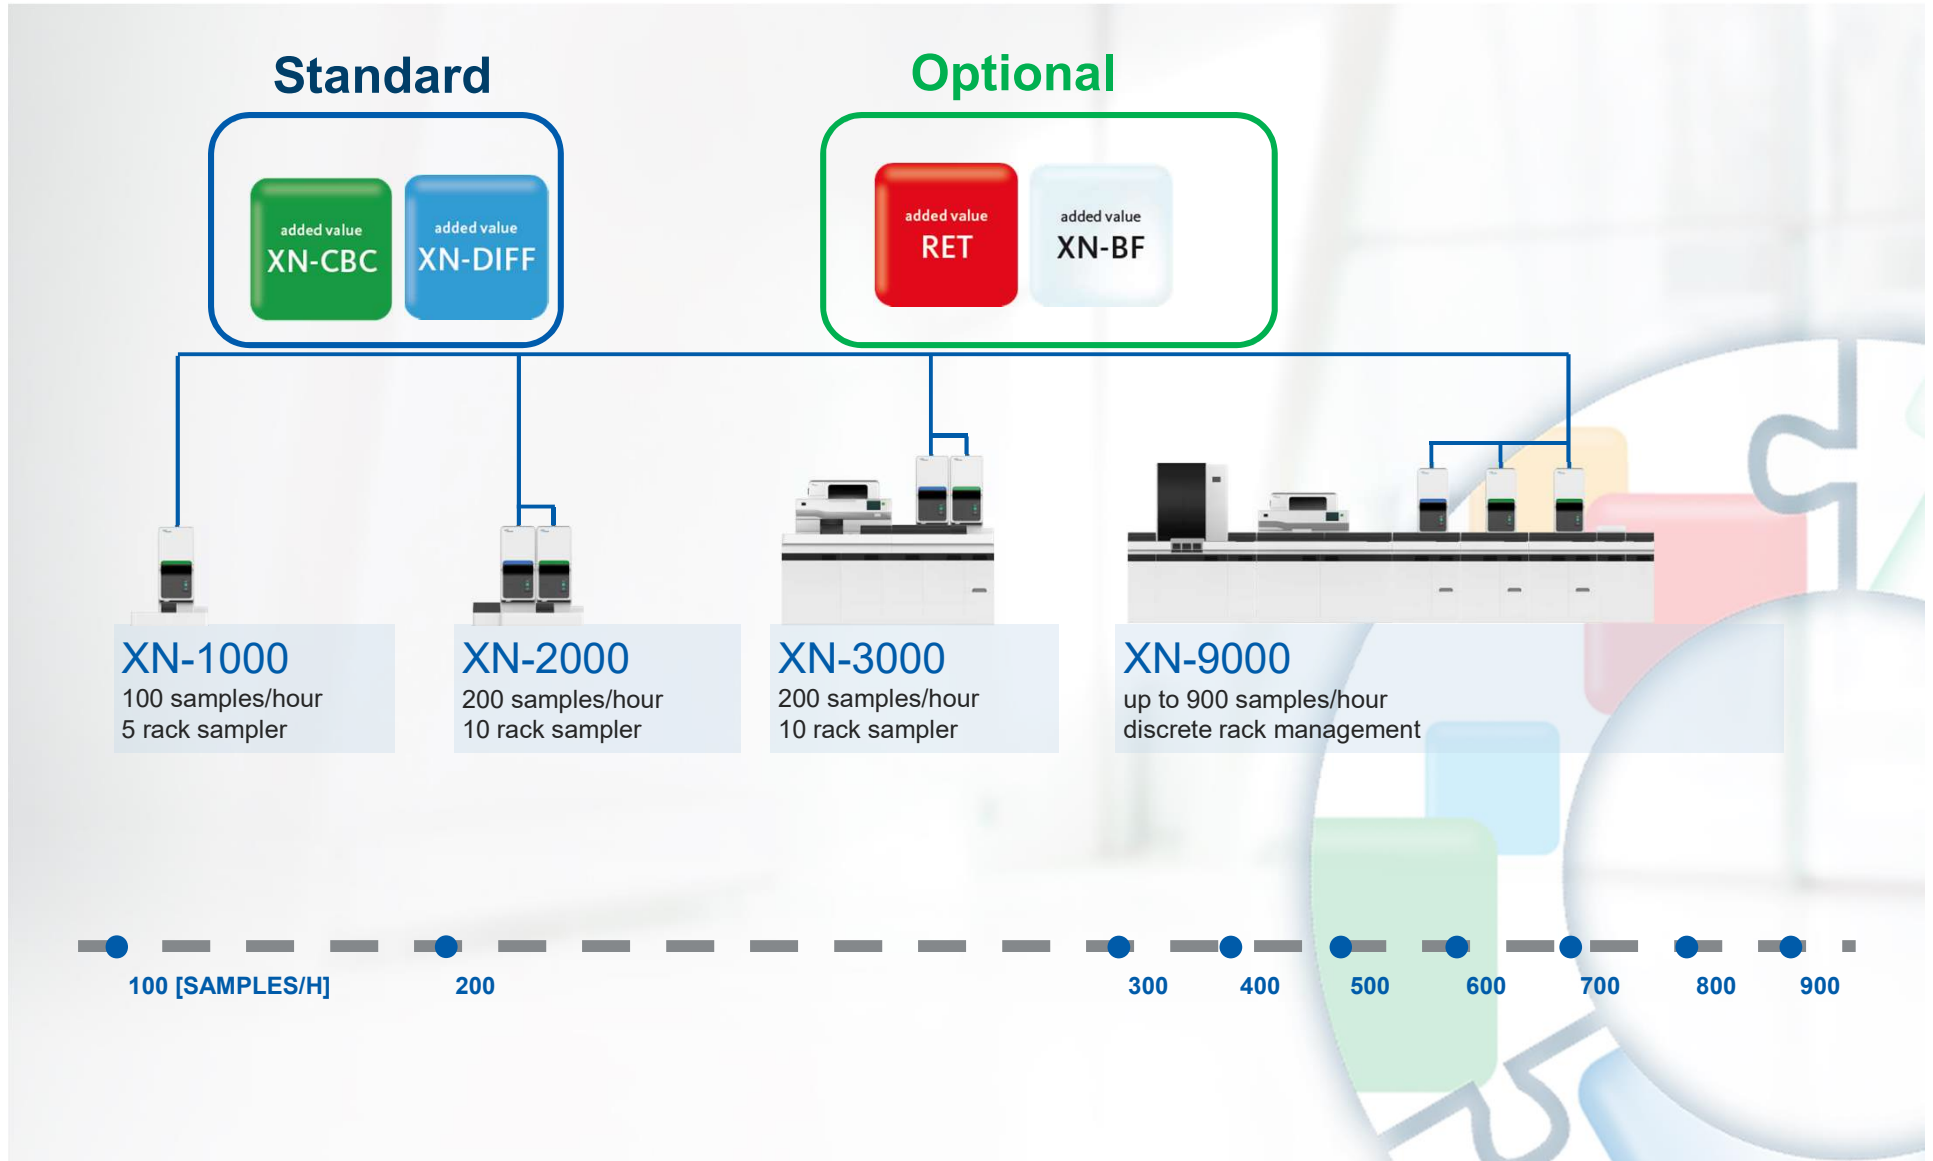 Standard
Optional
added value
XN-CBC
added value
XN-DIFF
added value
RET
added value
XN-BF
XN-1000
100 samples/hour
5 rack sampler
XN-2000
200 samples/hour
10 rack sampler
XN-3000
200 samples/hour
10 rack sampler
XN-9000
up to 900 samples/hour
discrete rack management
100 [SAMPLES/H]
200
300
400
500
600
700
800
900